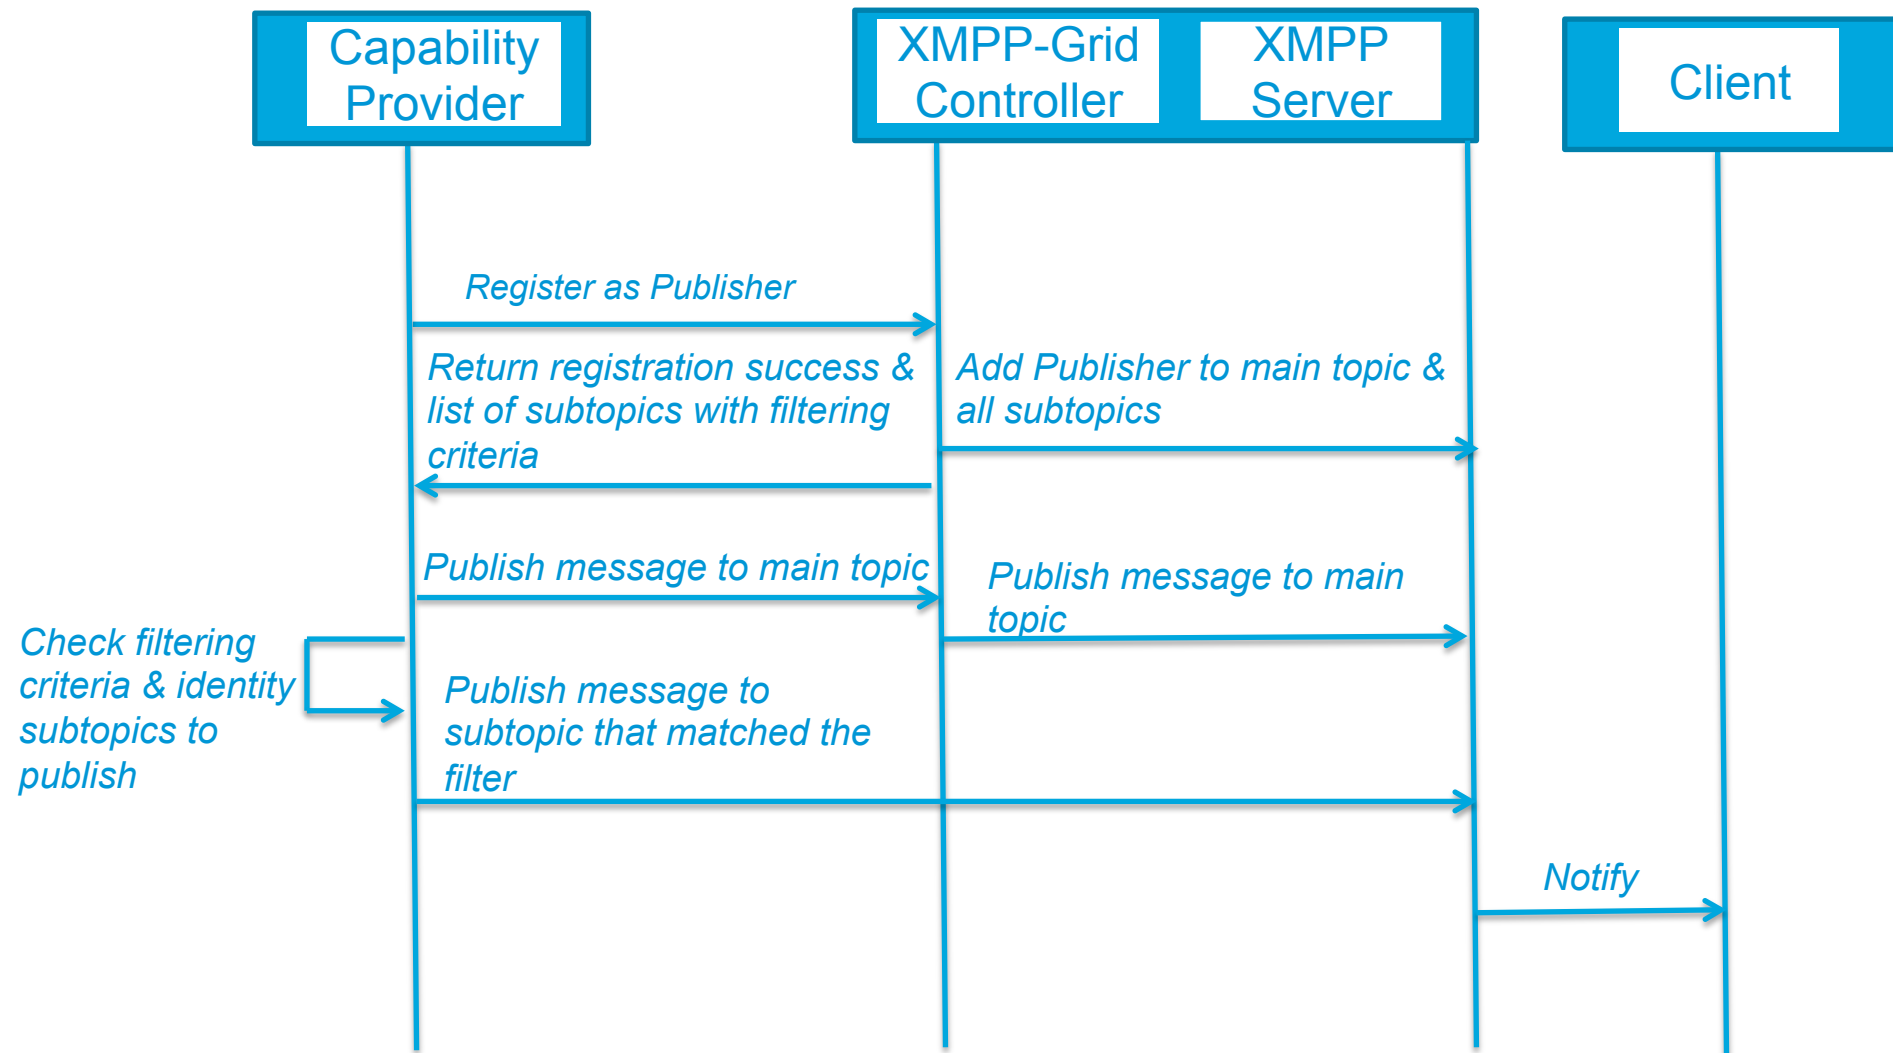 Capability
Provider
XMPP-Grid
Controller
XMPP
Server
Client
Register as Publisher
Return registration success &
list of subtopics with filtering
criteria
Add Publisher to main topic &
all subtopics
Publish message to main topic
Publish message to main
topic
Check filtering
criteria & identity
subtopics to
publish
Publish message to
subtopic that matched the
filter
Notify